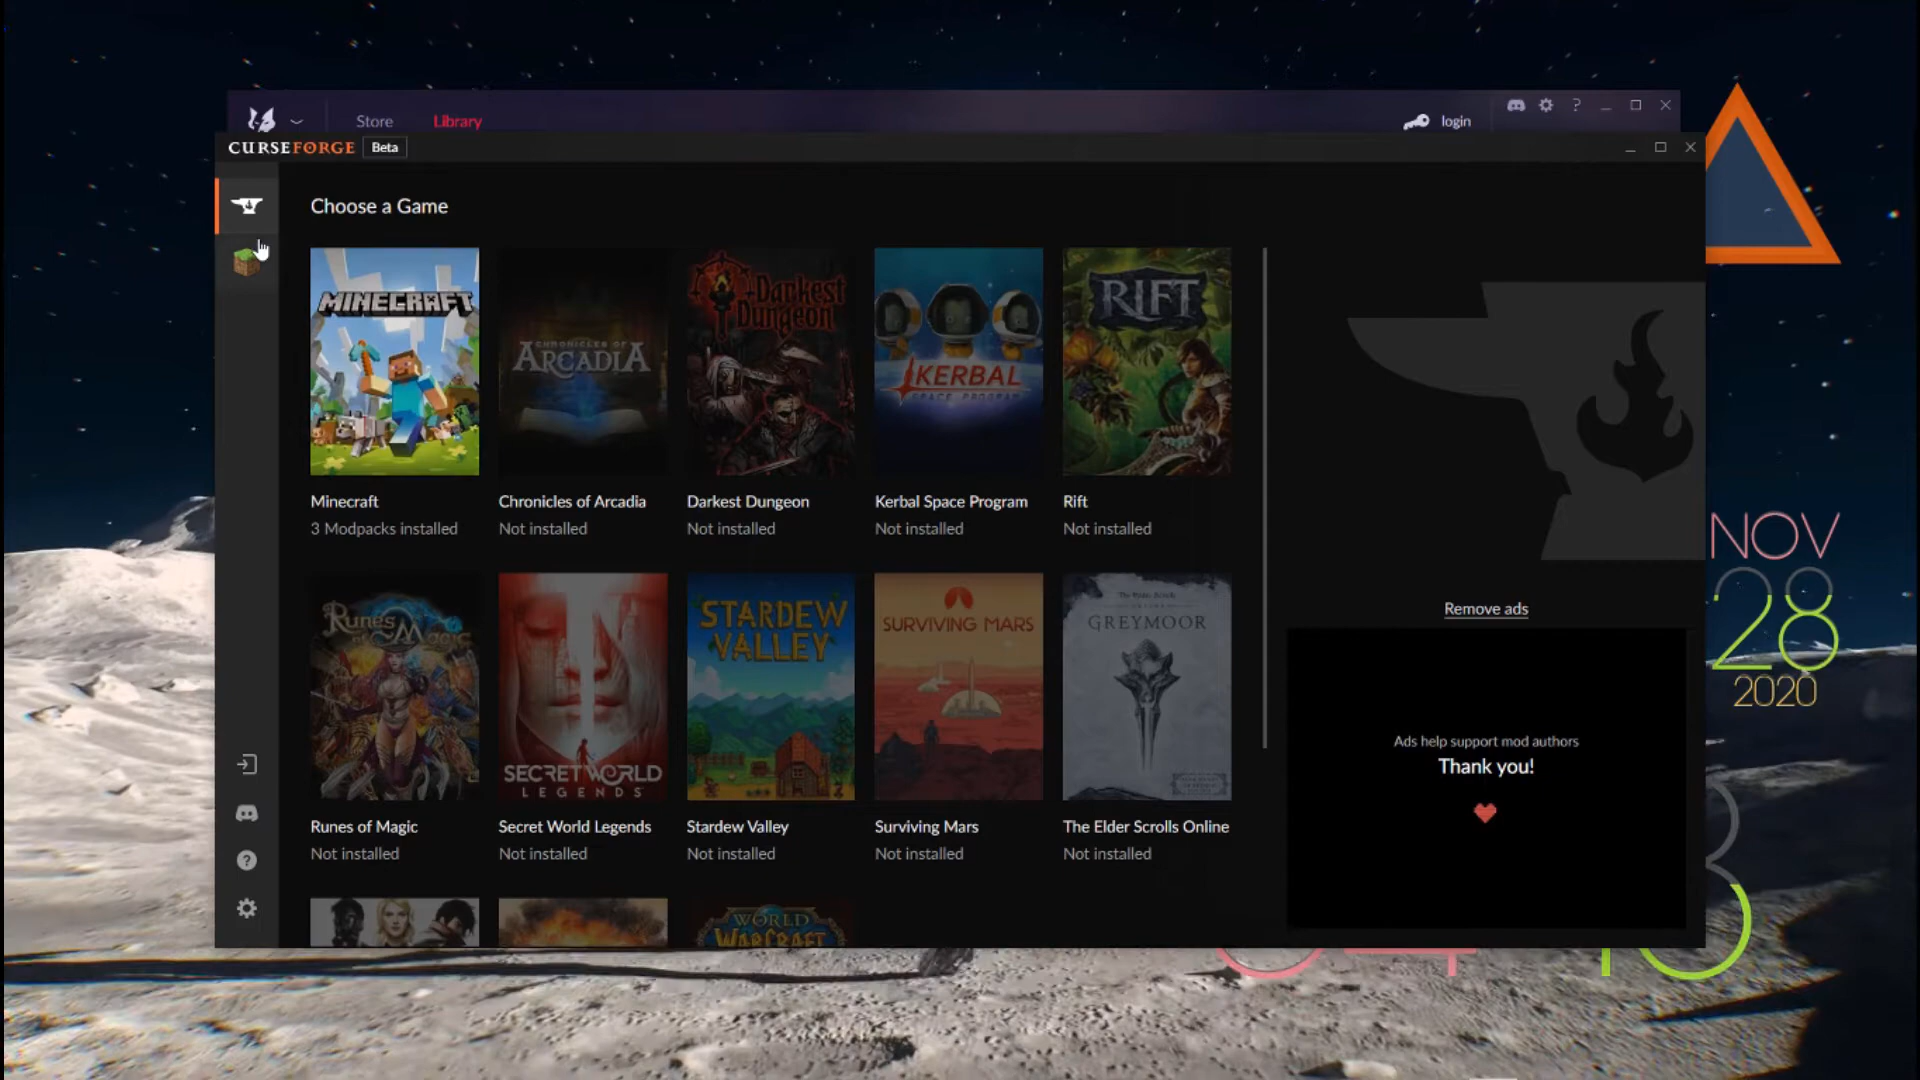 Store
Library
login
CURSEFORGE
Beta
Choose a Game
MINECRAFT
CHRONICLES OF
ARCADIA
Darkest
Dungeon
KERBAL
SPACE PROGRAM
RIFT
Minecraft
3 Modpacks installed
Chronicles of Arcadia
Not installed
Darkest Dungeon
Not installed
Kerbal Space Program
Not installed
Rift
Not installed
NOV
28
2020
Remove ads
Runes of Magic
SECRET WORLD
LEGENDS
STARDEW
VALLEY
SURVIVING MARS
GREYMOOR
Ads help support mod authors
Thank you!
Runes of Magic
Not installed
Secret World Legends
Not installed
Stardew Valley
Not installed
Surviving Mars
Not installed
The Elder Scrolls Online
Not installed
WORLD
WARCRAFT